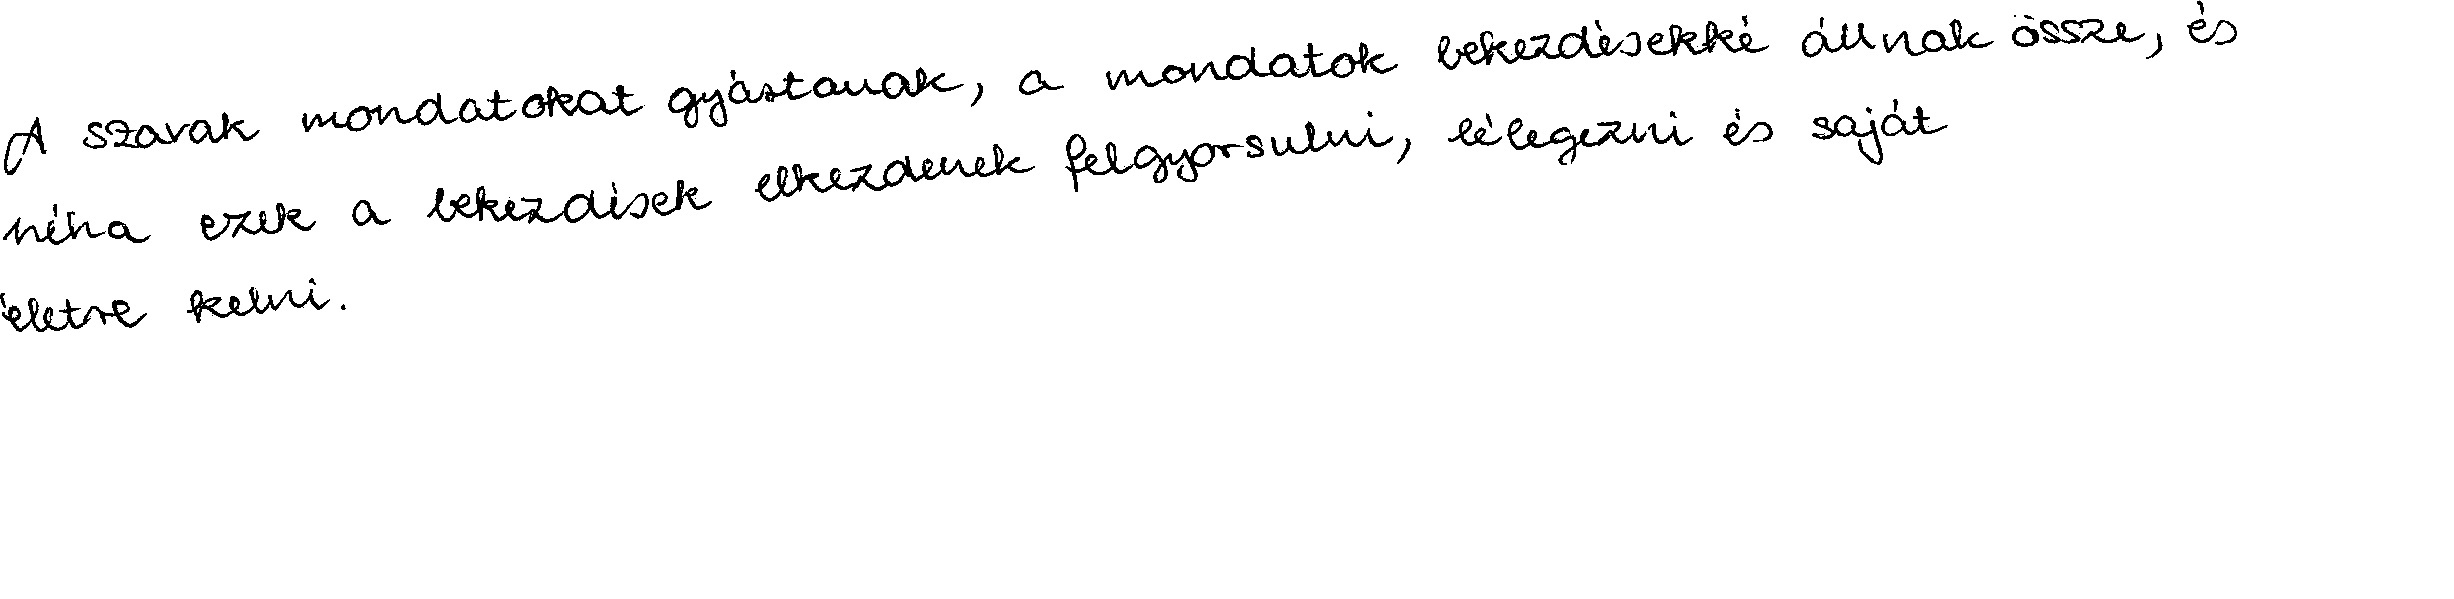 A szavak mondatokat gyártanak, a mondatok bekezdésekké állnak össze, és
néha ezek a bekezdések elkezdenek felgyorsulni, lélegezni és saját
életre kelni.